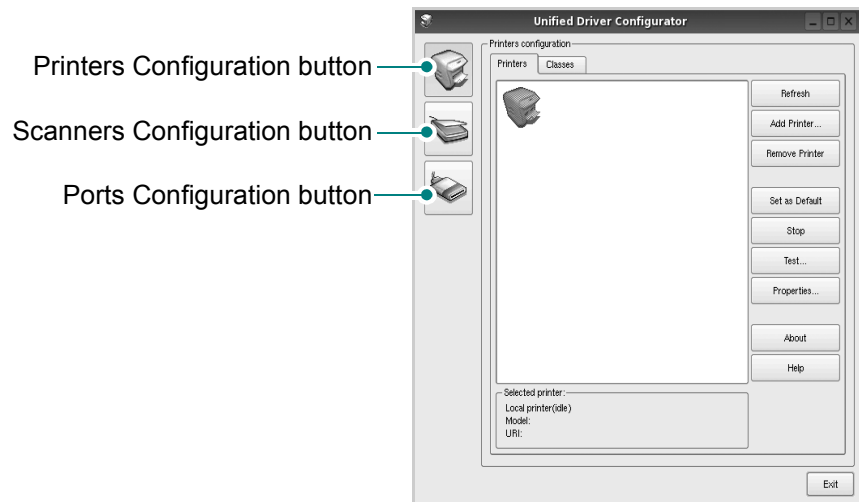 Unified Driver Configurator
Printers Configuration button
Scanners Configuration button
Ports Configuration button
Printers configuration
Printers
Classes
Refresh
Add Printer...
Remove Printer
Set as Default
Stop
Test...
Properties...
About
Help
Selected printer:
Local printer(idle)
Model:
URI:
Exit